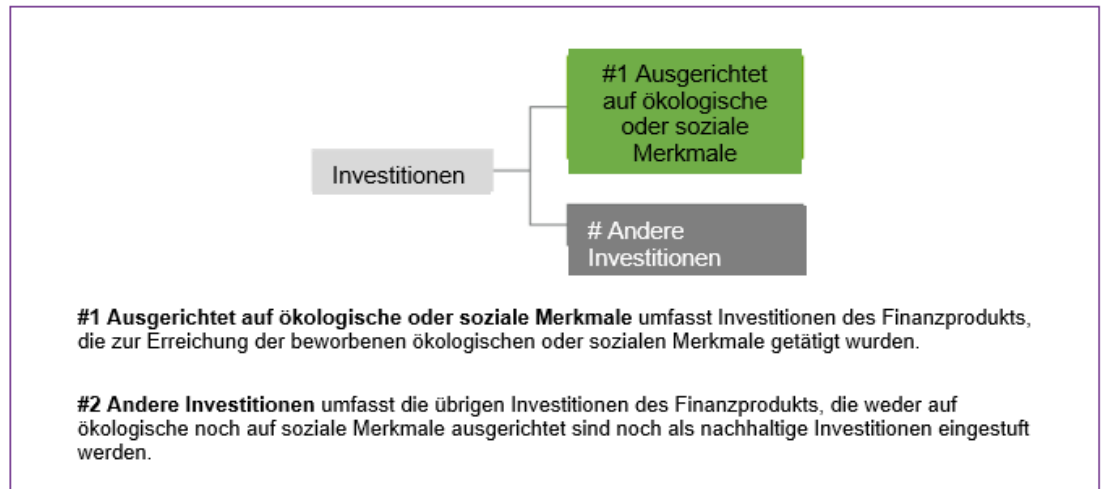 #1 Ausgerichtet
auf ökologische
oder soziale
Merkmale
Investitionen
# Andere
Investitionen
#1 Ausgerichtet auf ökologische oder soziale Merkmale umfasst Investitionen des Finanzprodukts,
die zur Erreichung der beworbenen ökologischen oder sozialen Merkmale getätigt wurden.
#2 Andere Investitionen umfasst die übrigen Investitionen des Finanzprodukts, die weder auf
ökologische noch auf soziale Merkmale ausgerichtet sind noch als nachhaltige Investitionen eingestuft
werden.